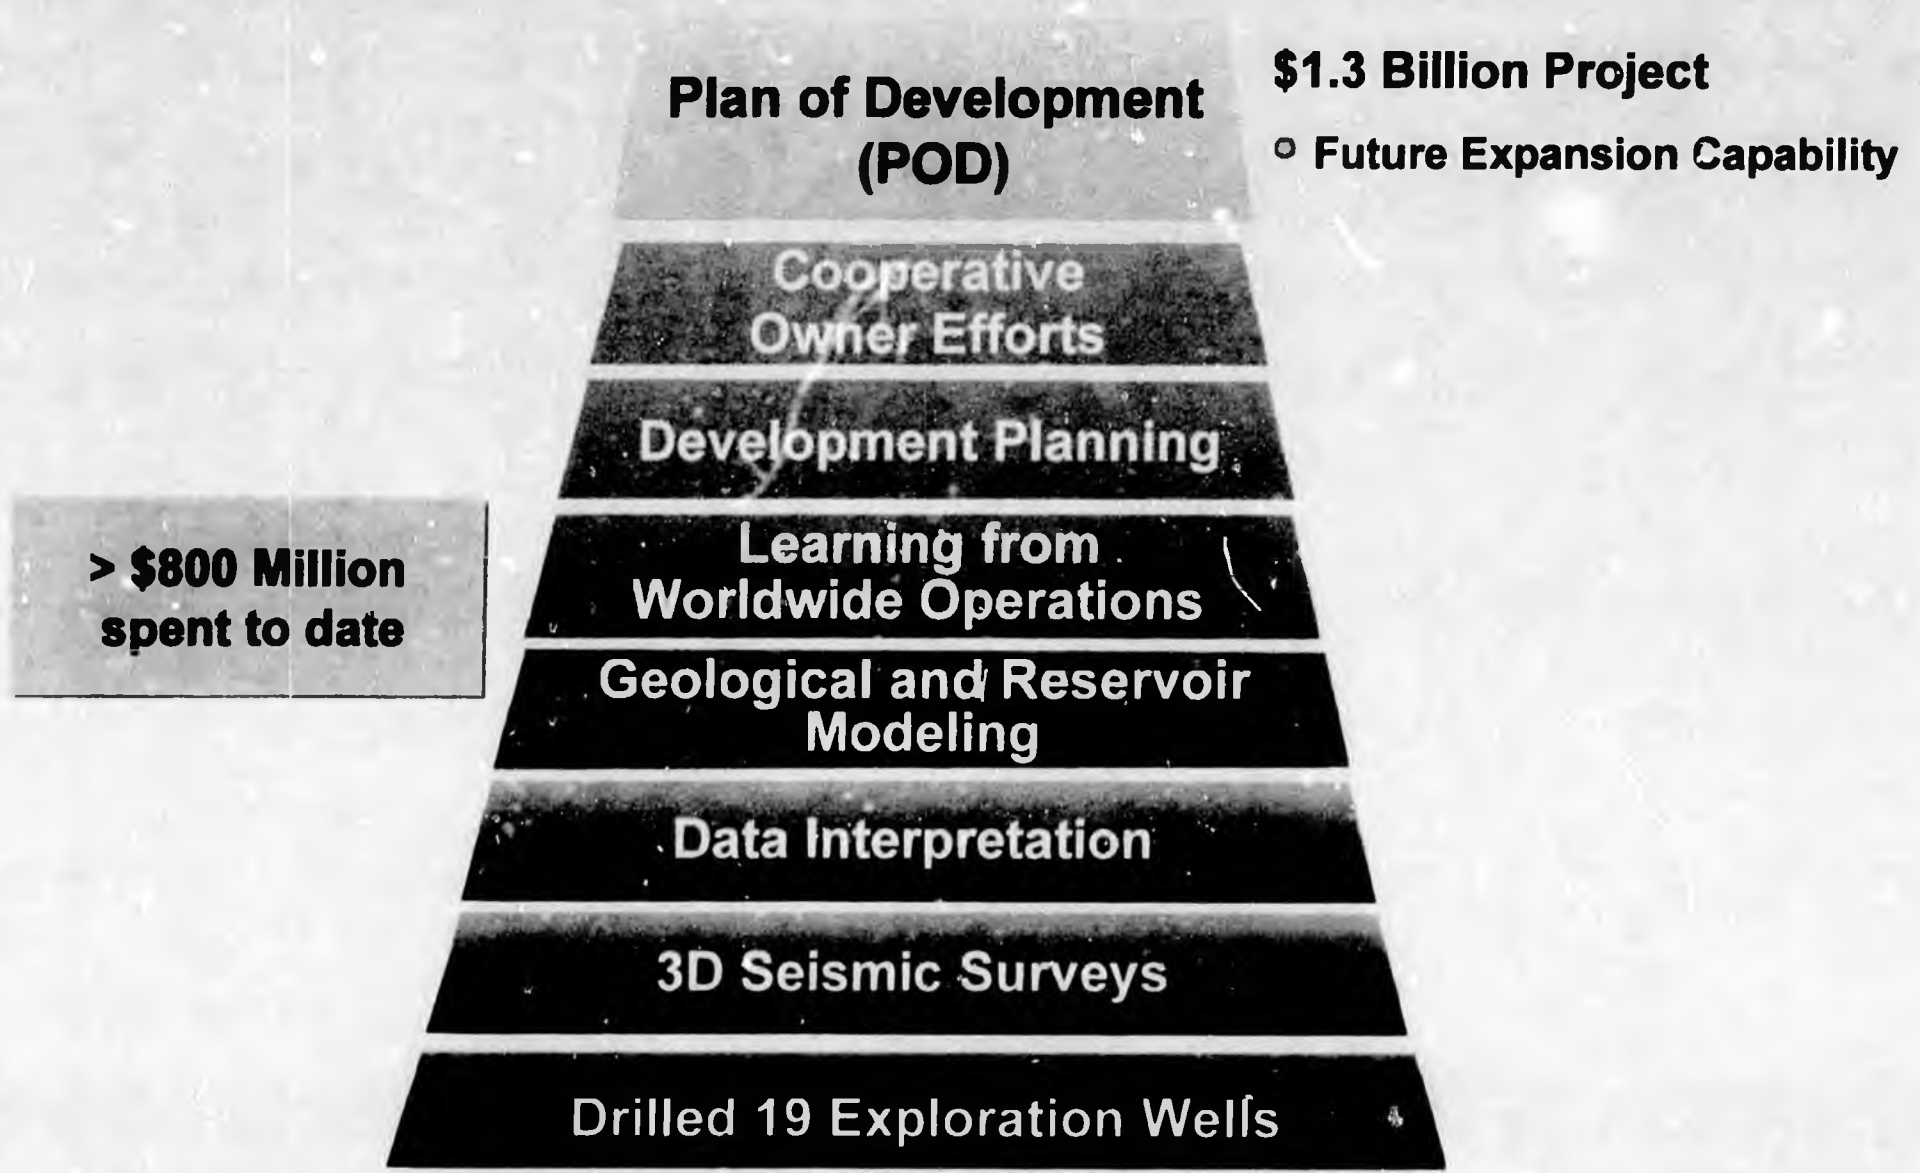 Plan of Development
(POD)
$1.3 Billion Project
° Future Expansion Capability
Cooperative
Owner Efforts
Development Planning
> $800 Million
spent to date
Learning from
Worldwide Operations
Geological and Reservoir
Modeling
Data Interpretation
3D Seismic Surveys
Drilled 19 Exploration Wells